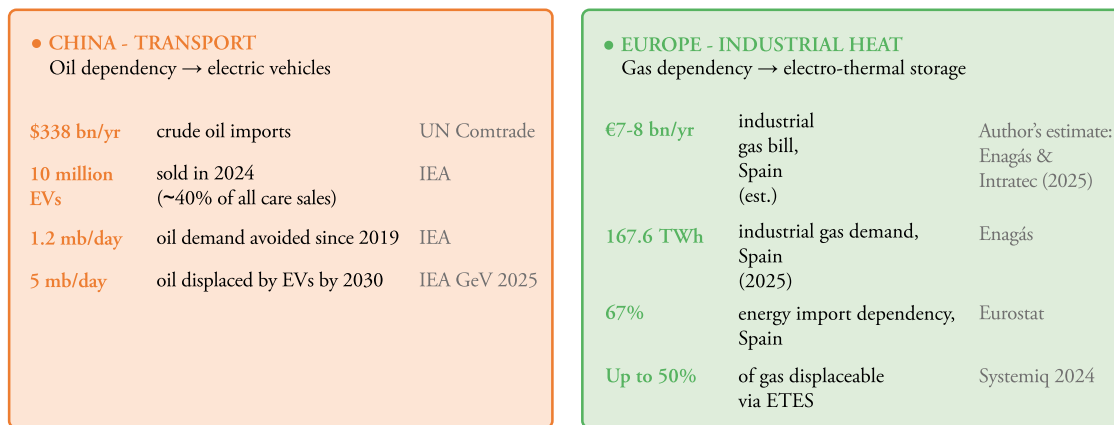 • CHINA - TRANSPORT
Oil dependency → electric vehicles
$338 bn/yr crude oil imports UN Comtrade
10 million sold in 2024 IEA
EVs (~40% of all care sales)
1.2 mb/day oil demand avoided since 2019 IEA
5 mb/day oil displaced by EVs by 2030 IEA GeV 2025
• EUROPE - INDUSTRIAL HEAT
Gas dependency → electro-thermal storage
€7-8 bn/yr industrial Author's estimate:
gas bill, Enagás &
Spain Intratec (2025)
(est.)
167.6 TWh industrial gas demand, Enagás
Spain
(2025)
67% energy import dependency, Eurostat
Spain
Up to 50% of gas displaceable Systemiq 2024
via ETES